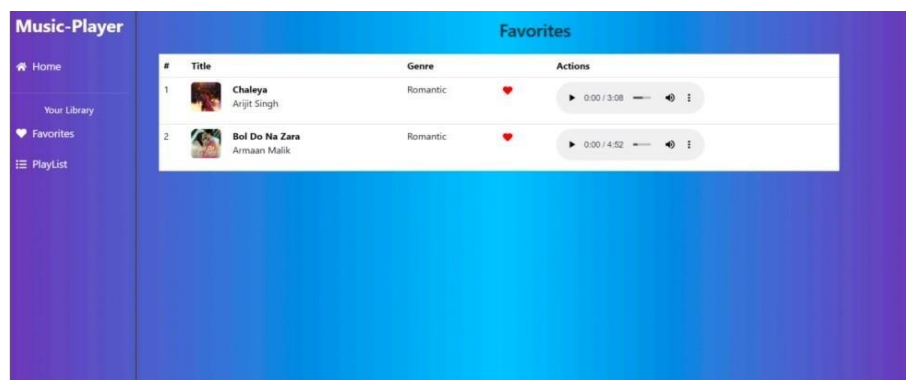 Music-Player
Home
Your Library
Favorites
PlayList
Favorites
# Title Genre Actions
1 Chaleya Romantic 0:00 / 3:08
Arijit Singh
2 Bol Do Na Zara Romantic 0:00 / 4:52
Armaan Malik